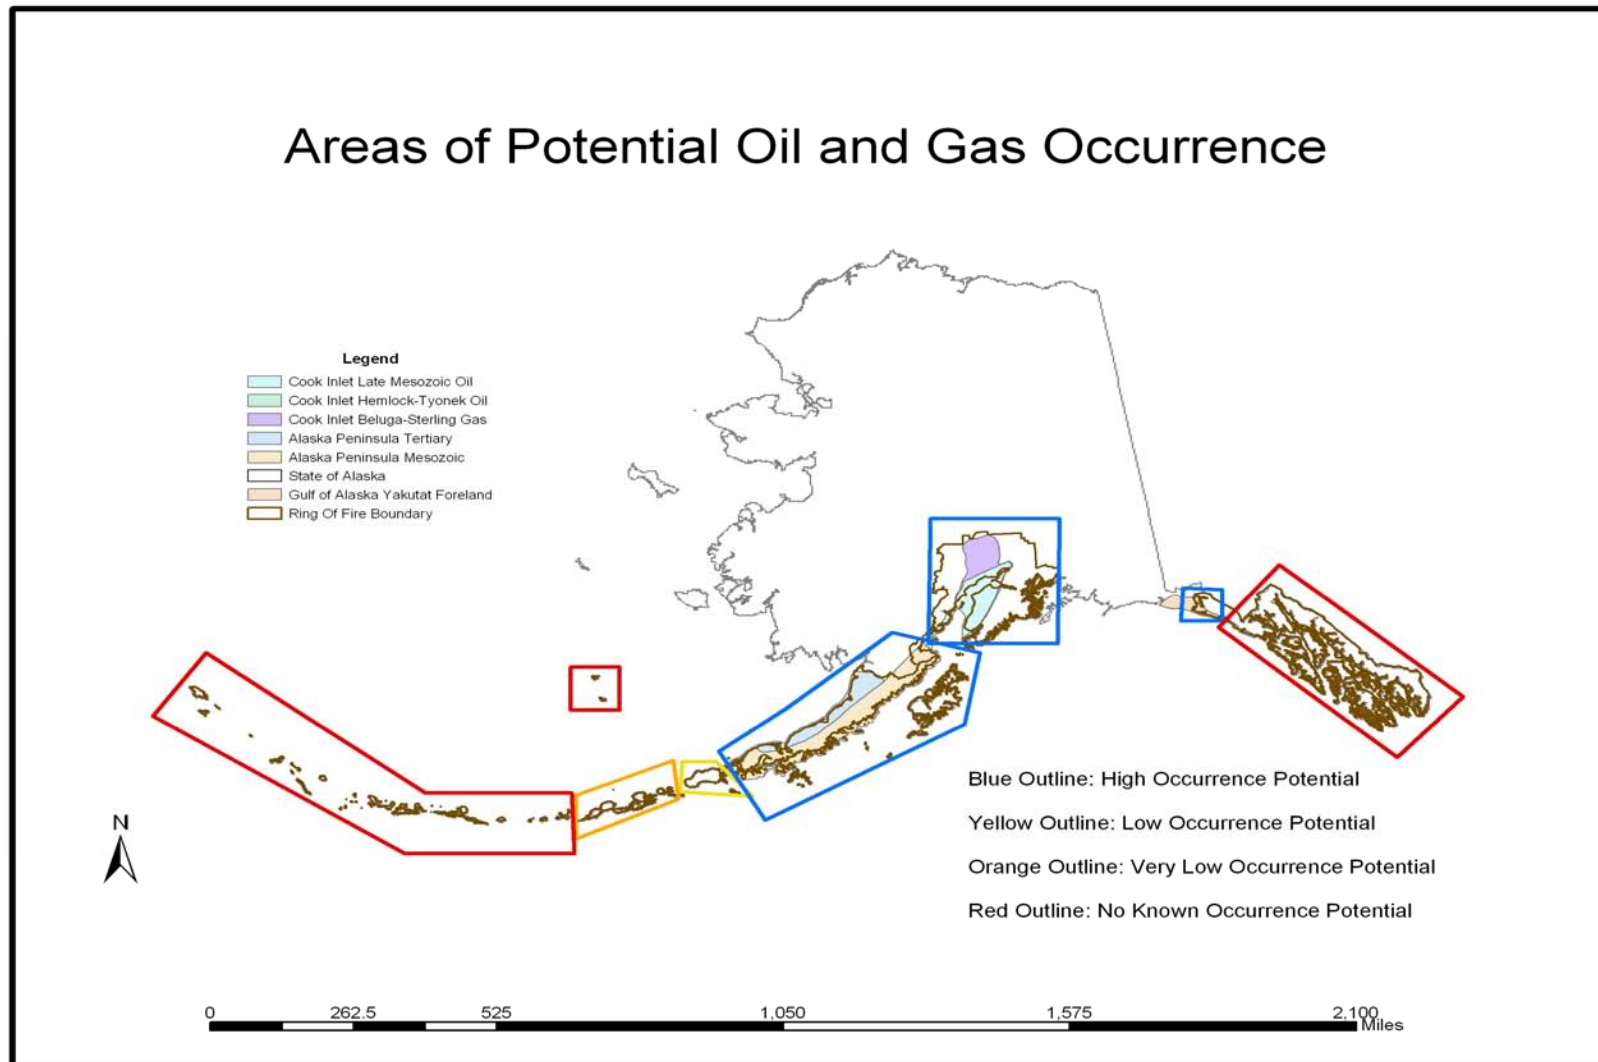 Areas of Potential Oil and Gas Occurrence
Legend
Cook Inlet Late Mesozoic Oil
Cook Inlet Hemlock-Tyonek Oil
Cook Inlet Beluga-Sterling Gas
Alaska Peninsula Tertiary
Alaska Peninsula Mesozoic
State of Alaska
Gulf of Alaska Yakutat Foreland
Ring Of Fire Boundary
Blue Outline: High Occurrence Potential
Yellow Outline: Low Occurrence Potential
Orange Outline: Very Low Occurrence Potential
Red Outline: No Known Occurrence Potential
N
0 262.5 525 1,050 1,575 2,100
Miles